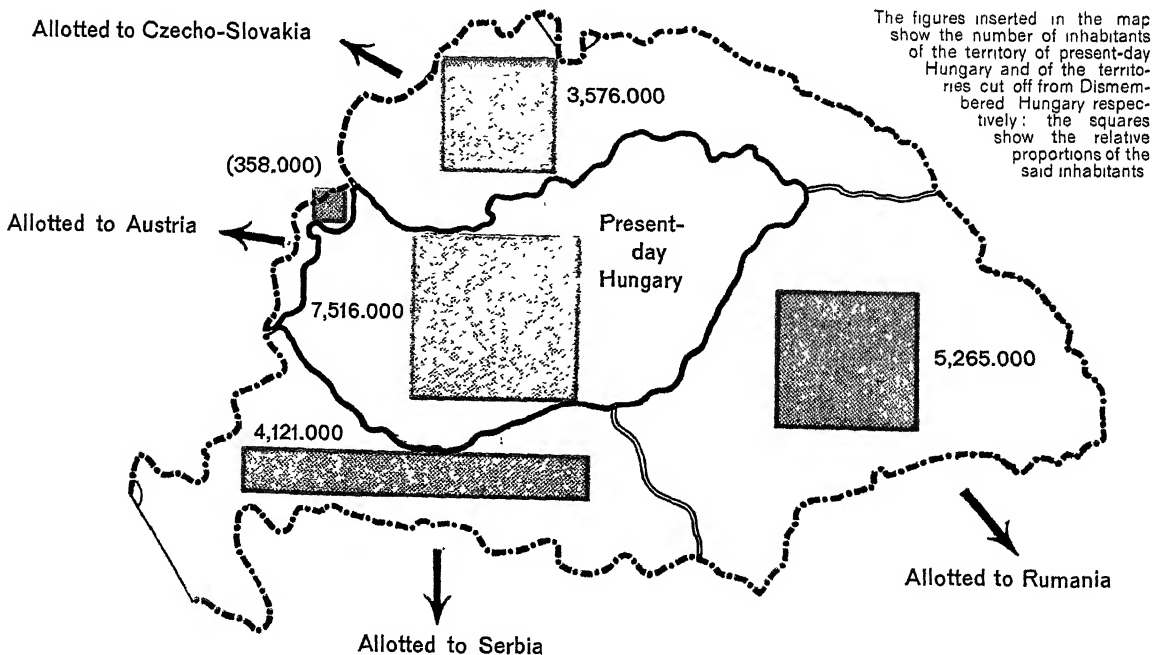 Allotted to Czecho-Slovakia
The figures inserted in the map
show the number of inhabitants
of the territory of present-day
Hungary and of the territo-
ries cut off from Dismem-
bered Hungary respec-
tively: the squares
show the relative
proportions of the
said inhabitants
3,576.000
(358.000)
Allotted to Austria
Present-
day
Hungary
7,516.000
5,265.000
4,121.000
Allotted to Rumania
Allotted to Serbia